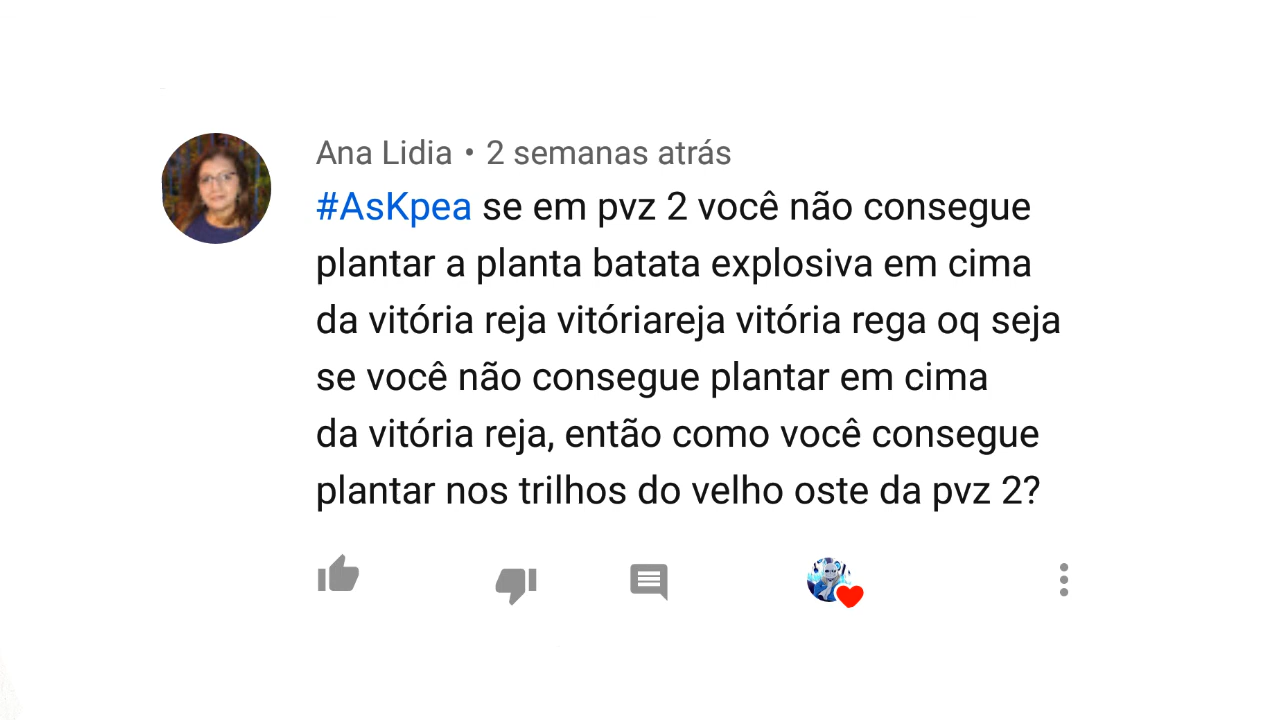 Ana Lidia • 2 semanas atrás
#AsKpea se em pvz 2 você não consegue
plantar a planta batata explosiva em cima
da vitória reja vitóriareja vitória rega oq seja
se você não consegue plantar em cima
da vitória reja, então como você consegue
plantar nos trilhos do velho oste da pvz 2?